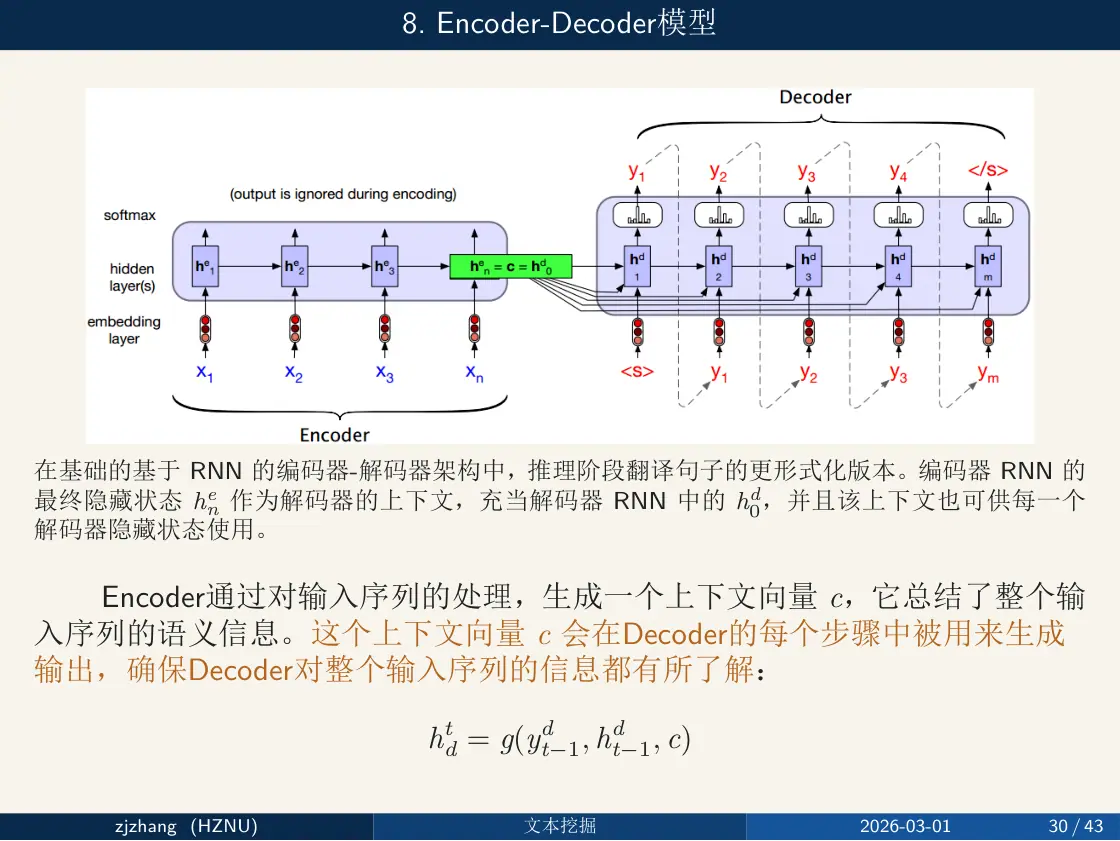 8. Encoder-Decoder模型
Decoder
y1 y2 y3 y4 </s>
(output is ignored during encoding)
softmax
hidden layer(s)
he1 he2 he3 hen = c = hd0 hd1 hd2 hd3 hd4 hdm
embedding layer
x1 x2 x3 xn <s> y1 y2 y3 ym
Encoder
在基础的基于 RNN 的编码器-解码器架构中，推理阶段翻译句子的更形式化版本。编码器 RNN 的
最终隐藏状态 h_n^e 作为解码器的上下文，充当解码器 RNN 中的 h_0^d，并且该上下文也可供每一个
解码器隐藏状态使用。
Encoder通过对输入序列的处理，生成一个上下文向量 c，它总结了整个输
入序列的语义信息。这个上下文向量 c 会在Decoder的每个步骤中被用来生成
输出，确保Decoder对整个输入序列的信息都有所了解：
h_d^t = g(y_{t−1}^d, h_{t−1}^d, c)
zjzhang (HZNU) 文本挖掘 2026-03-01 30 / 43